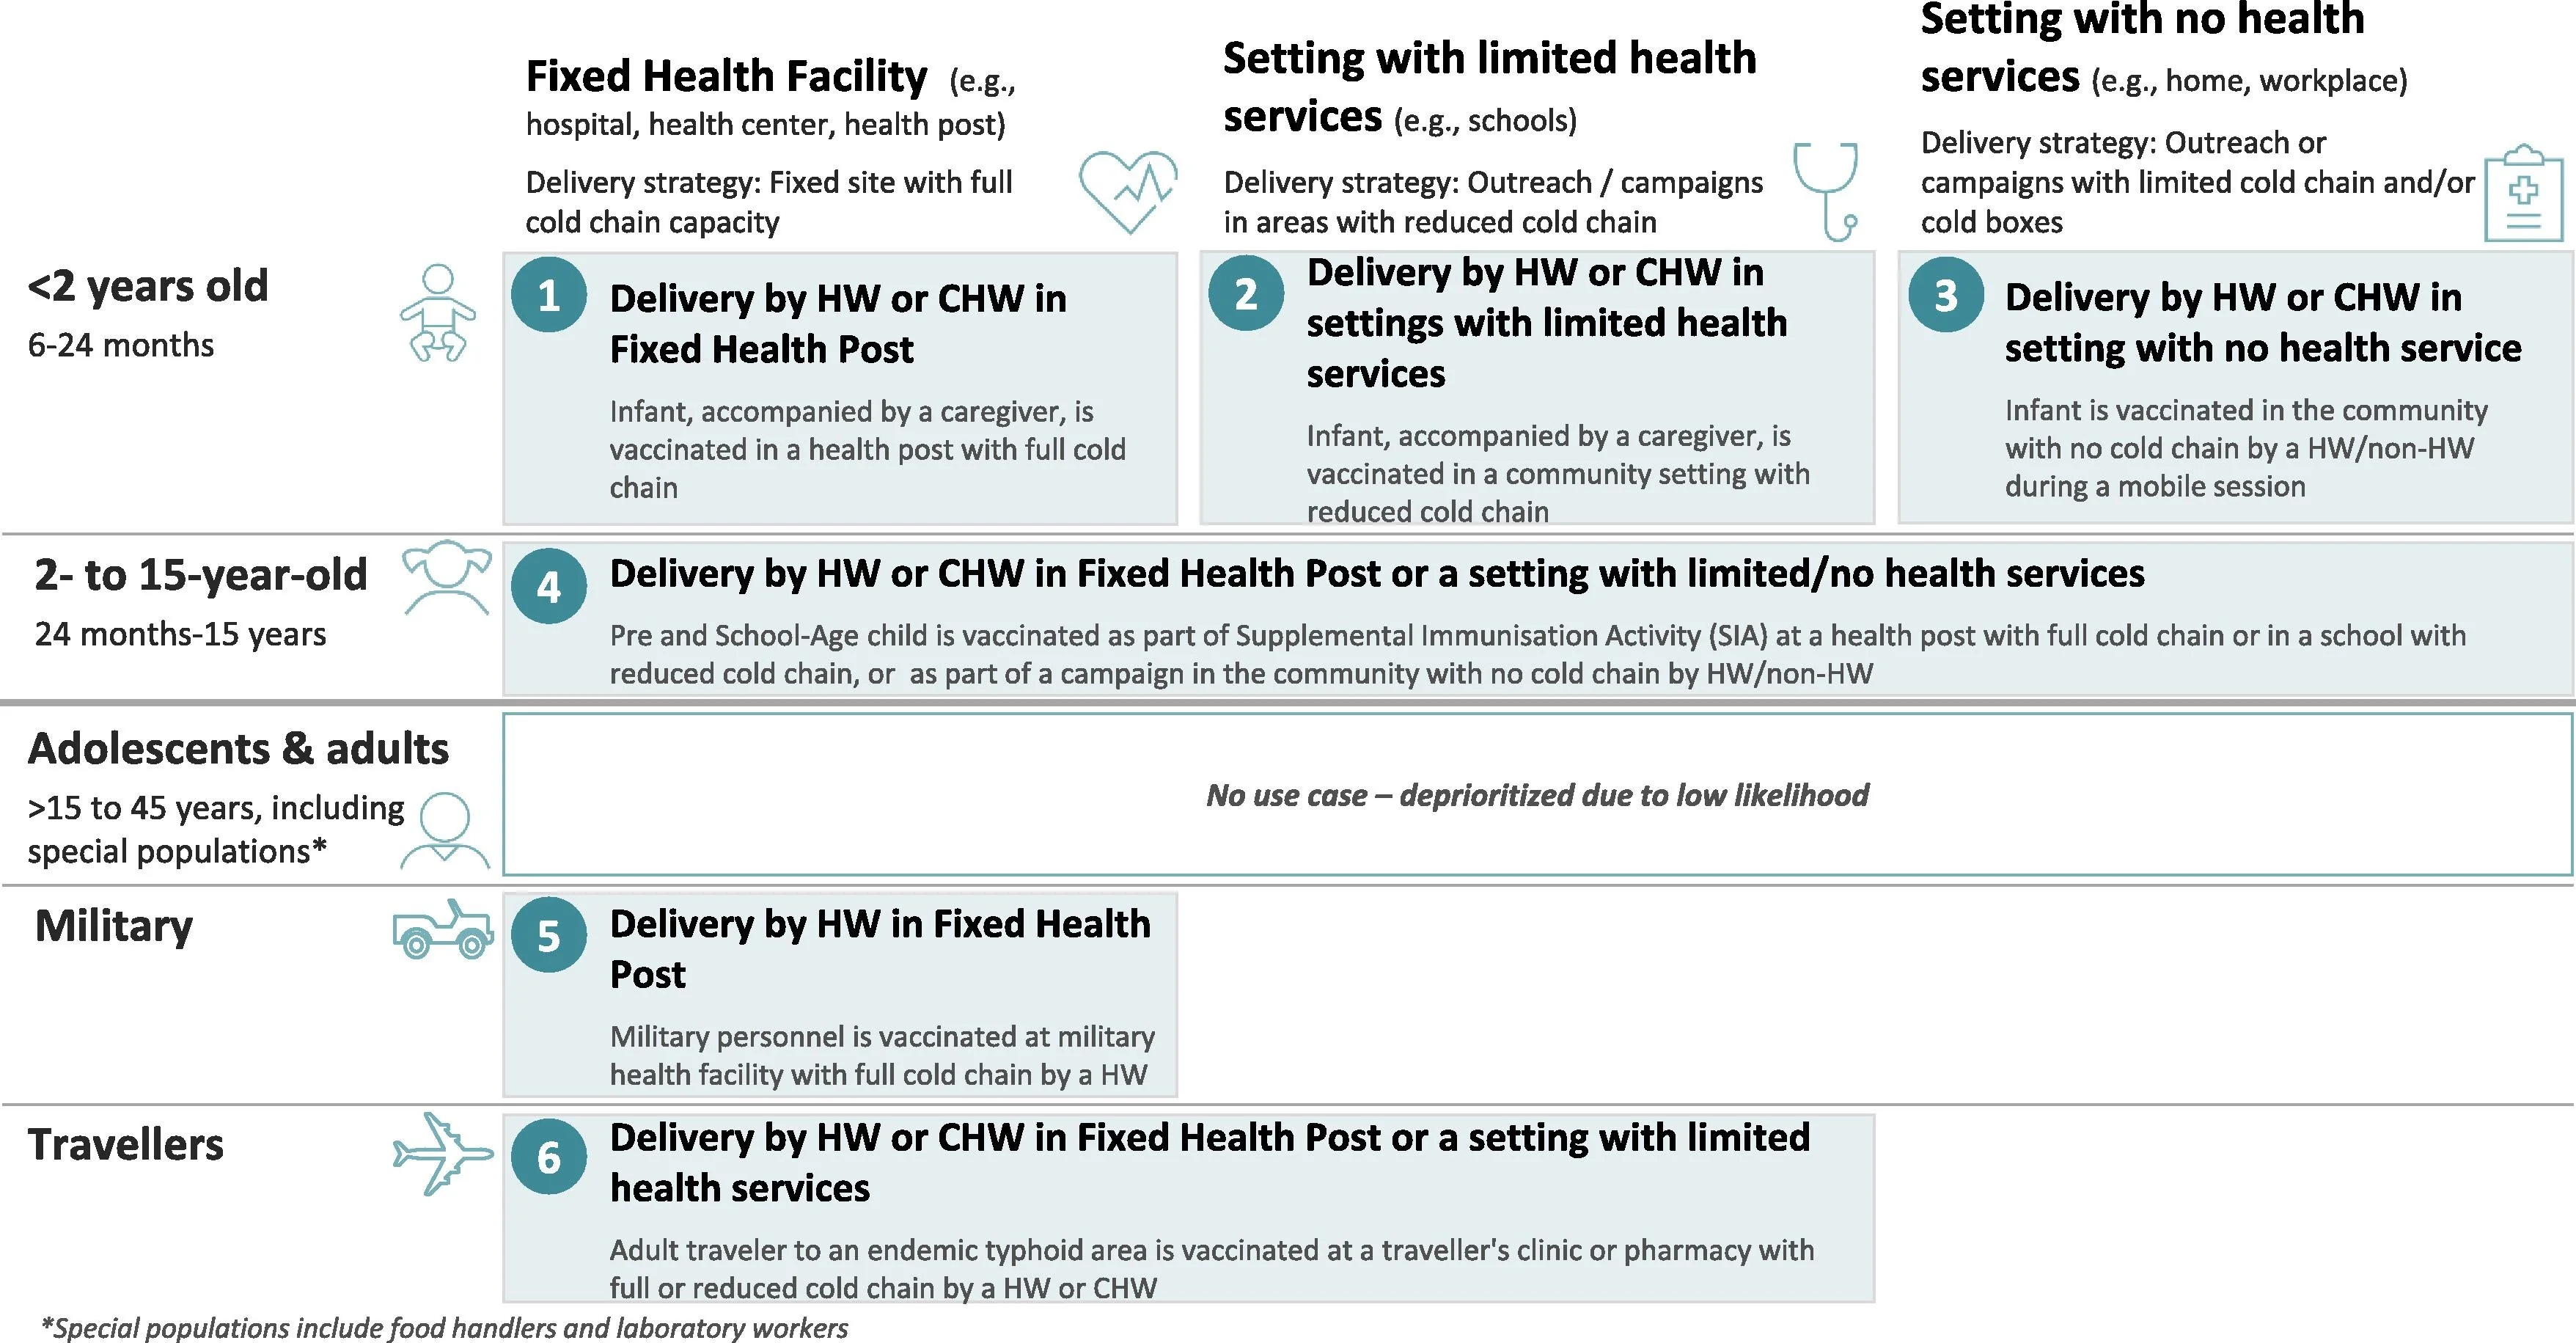 Fixed Health Facility (e.g.,
hospital, health center, health post)
Delivery strategy: Fixed site with full
cold chain capacity
Setting with limited health
services (e.g., schools)
Delivery strategy: Outreach / campaigns
in areas with reduced cold chain
Setting with no health
services (e.g., home, workplace)
Delivery strategy: Outreach or
campaigns with limited cold chain and/or
cold boxes
<2 years old
6-24 months
1
Delivery by HW or CHW in
Fixed Health Post
Infant, accompanied by a caregiver, is
vaccinated in a health post with full cold
chain
2
Delivery by HW or CHW in
settings with limited health
services
Infant, accompanied by a caregiver, is
vaccinated in a community setting with
reduced cold chain
3
Delivery by HW or CHW in
setting with no health service
Infant is vaccinated in the community
with no cold chain by a HW/non-HW
during a mobile session
2- to 15-year-old
24 months-15 years
4
Delivery by HW or CHW in Fixed Health Post or a setting with limited/no health services
Pre and School-Age child is vaccinated as part of Supplemental Immunisation Activity (SIA) at a health post with full cold chain or in a school with
reduced cold chain, or as part of a campaign in the community with no cold chain by HW/non-HW
Adolescents & adults
>15 to 45 years, including
special populations*
No use case – deprioritized due to low likelihood
Military
5
Delivery by HW in Fixed Health
Post
Military personnel is vaccinated at military
health facility with full cold chain by a HW
Travellers
6
Delivery by HW or CHW in Fixed Health Post or a setting with limited
health services
Adult traveler to an endemic typhoid area is vaccinated at a traveller's clinic or pharmacy with
full or reduced cold chain by a HW or CHW
*Special populations include food handlers and laboratory workers